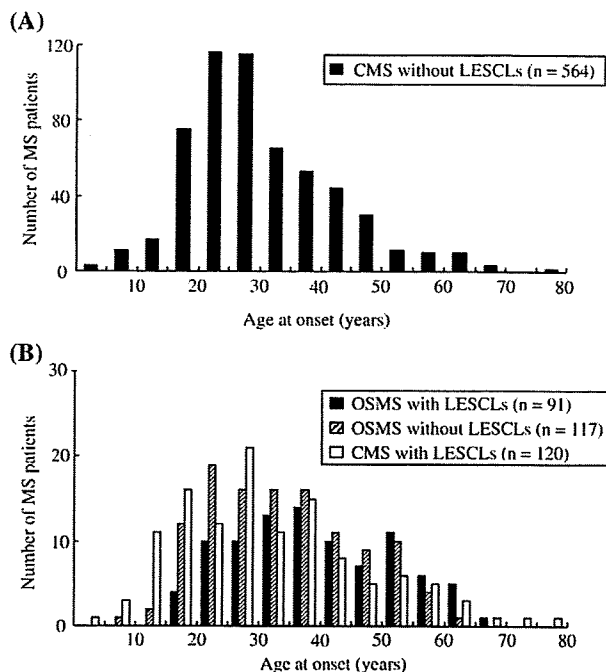 (A)
120
80
40
0
Number of MS patients
CMS without LESCLs (n = 564)
10 20 30 40 50 60 70 80
Age at onset (years)
(B)
30
20
10
0
Number of MS patients
OSMS with LESCLs (n = 91)
OSMS without LESCLs (n = 117)
CMS with LESCLs (n = 120)
10 20 30 40 50 60 70 80
Age at onset (years)